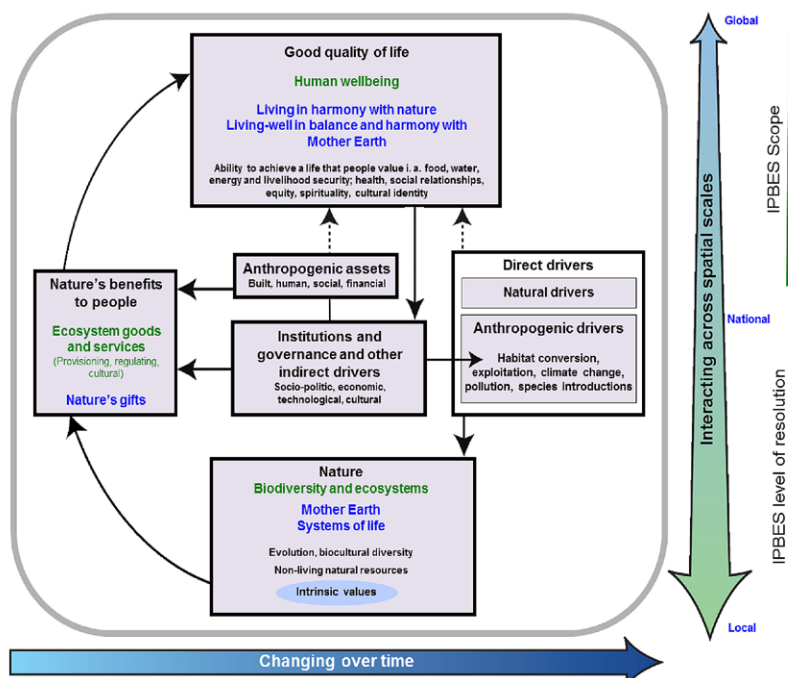 Good quality of life
Human wellbeing
Living in harmony with nature
Living-well in balance and harmony with
Mother Earth
Ability to achieve a life that people value i. a. food, water,
energy and livelihood security; health, social relationships,
equity, spirituality, cultural identity
Anthropogenic assets
Built, human, social, financial
Nature's benefits
to people
Ecosystem goods
and services
(Provisioning, regulating,
cultural)
Nature's gifts
Institutions and
governance and other
indirect drivers
Socio-politic, economic,
technological, cultural
Direct drivers
Natural drivers
Anthropogenic drivers
Habitat conversion,
exploitation, climate change,
pollution, species introductions
Nature
Biodiversity and ecosystems
Mother Earth
Systems of life
Evolution, biocultural diversity
Non-living natural resources
Intrinsic values
Changing over time
Global
Interacting across spatial scales
National
Local
IPBES Scope
IPBES level of resolution